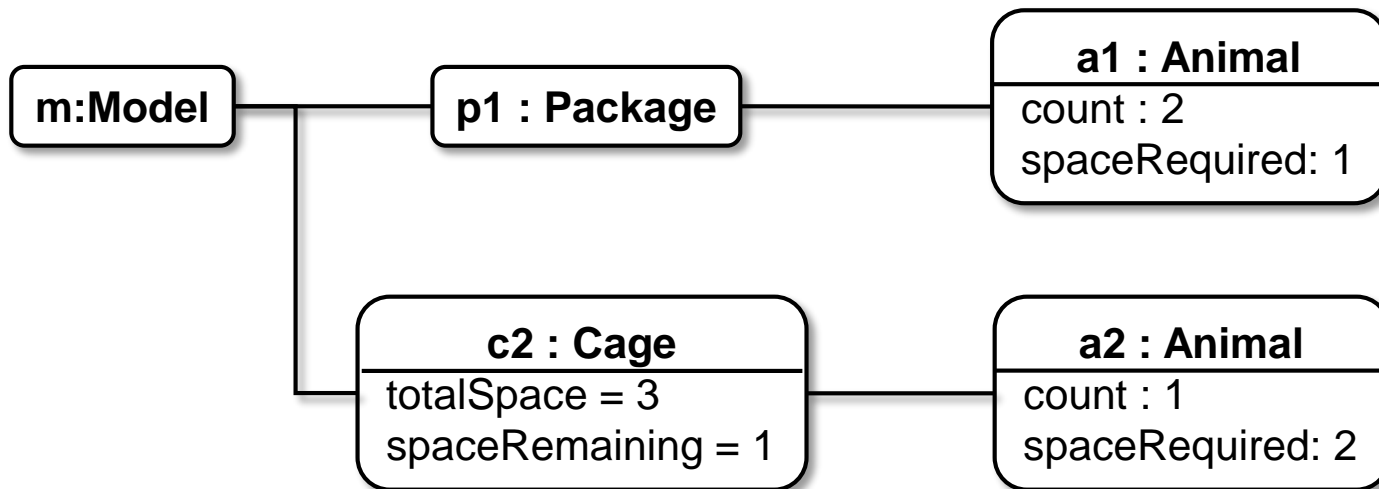 m:Model
p1 : Package
a1 : Animal
count : 2
spaceRequired: 1
c2 : Cage
totalSpace = 3
spaceRemaining = 1
a2 : Animal
count : 1
spaceRequired: 2